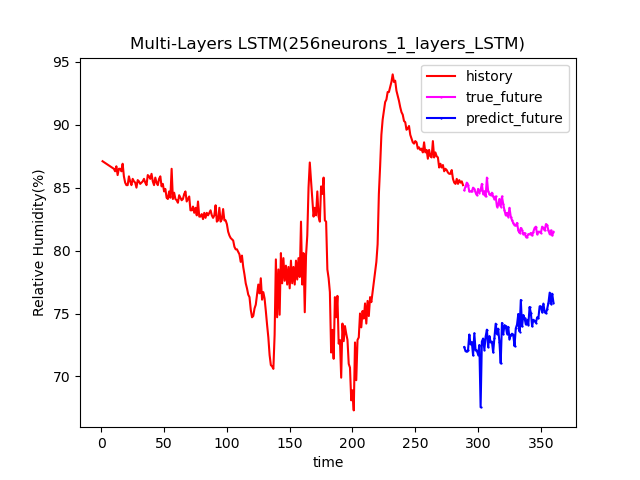 Multi-Layers LSTM(256neurons_1_layers_LSTM)
history
true_future
predict_future
Relative Humidity(%)
95
90
85
80
75
70
0 50 100 150 200 250 300 350
time